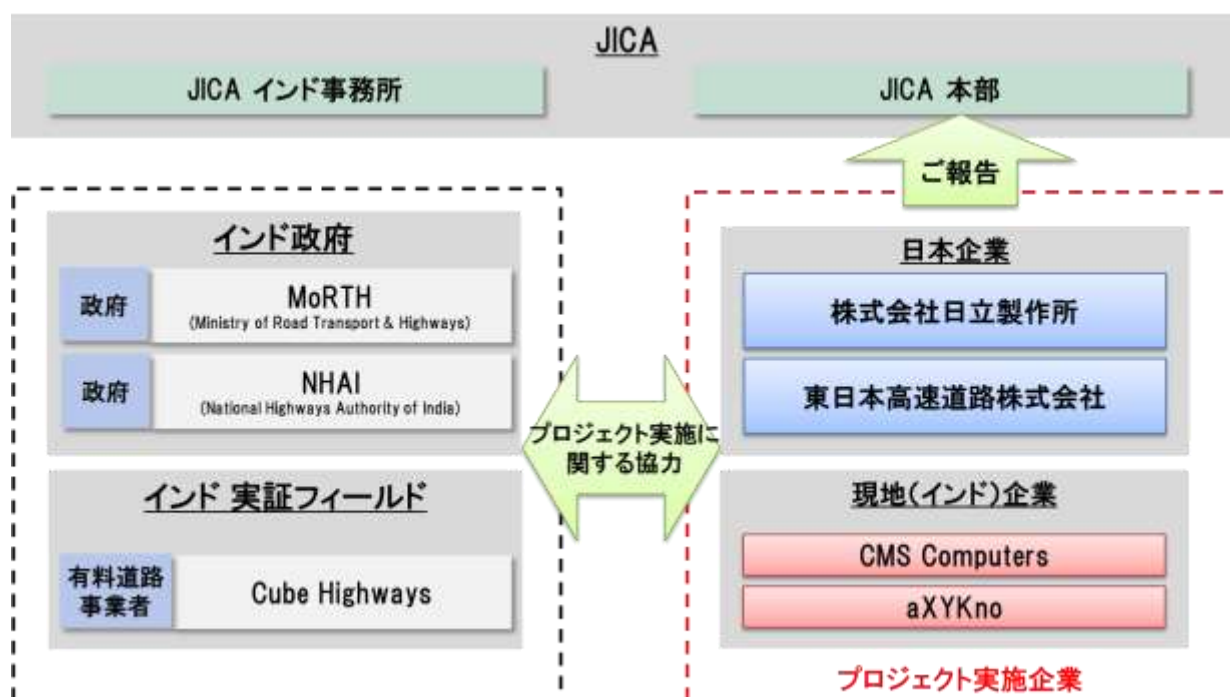 JICA
JICA インド事務所
JICA 本部
ご報告
インド政府
政府
MoRTH
(Ministry of Road Transport & Highways)
政府
NHAI
(National Highways Authority of India)
インド 実証フィールド
有料道路
事業者
Cube Highways
プロジェクト実施に
関する協力
日本企業
株式会社日立製作所
東日本高速道路株式会社
現地(インド)企業
CMS Computers
aXYKno
プロジェクト実施企業